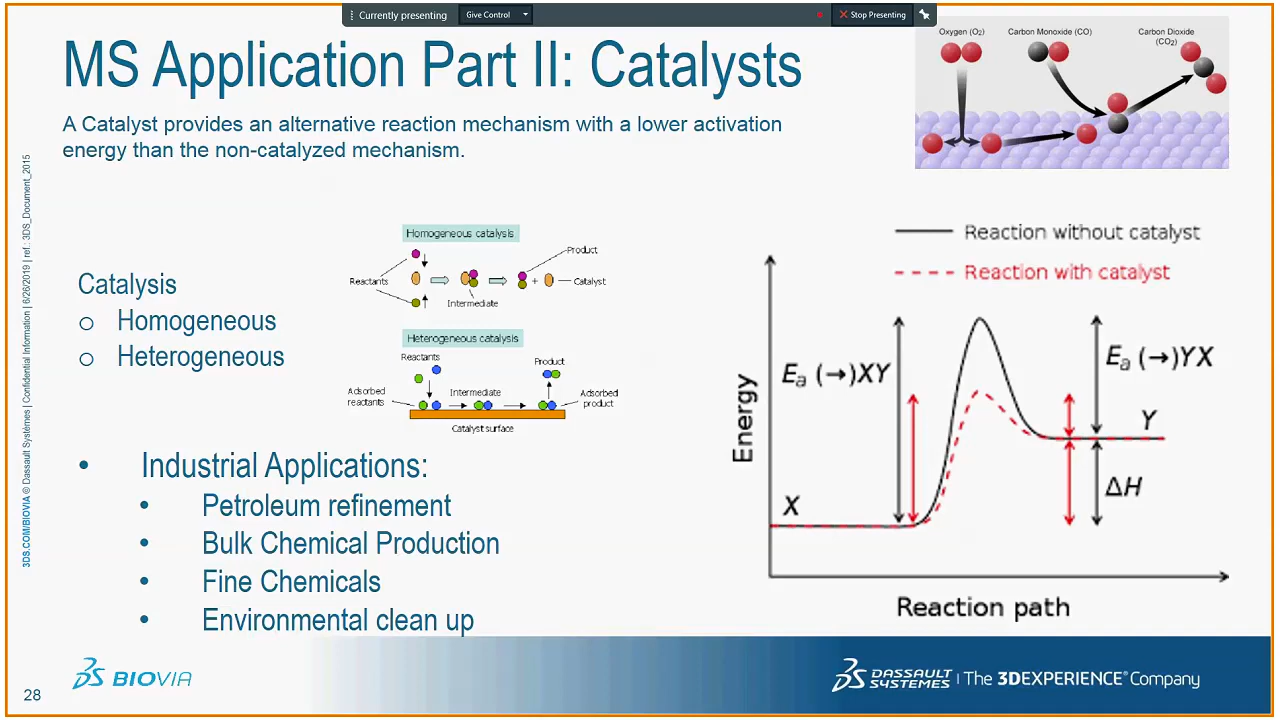 Currently presenting
Give Control
Stop Presenting
MS Application Part II: Catalysts
A Catalyst provides an alternative reaction mechanism with a lower activation
energy than the non-catalyzed mechanism.
Oxygen (O2)
Carbon Monoxide (CO)
Carbon Dioxide
(CO2)
3DS.COM/BIOVIA © Dassault Systèmes | Confidential Information | 6/28/2019 | ref.: 3DS_Document_2015
Catalysis
o Homogeneous
o Heterogeneous
Homogeneous catalysis
Product
Reactants
+
Catalyst
Intermediate
Heterogeneous catalysis
Reactants
Product
Adsorbed
reactants
Intermediate
Adsorbed
product
Catalyst surface
• Industrial Applications:
• Petroleum refinement
• Bulk Chemical Production
• Fine Chemicals
• Environmental clean up
Reaction without catalyst
Reaction with catalyst
Energy
Ea (→)XY
Ea (→)YX
Y
X
ΔH
Reaction path
28
3DS BIOVIA
3DS DASSAULT SYSTEMES | The 3DEXPERIENCE® Company